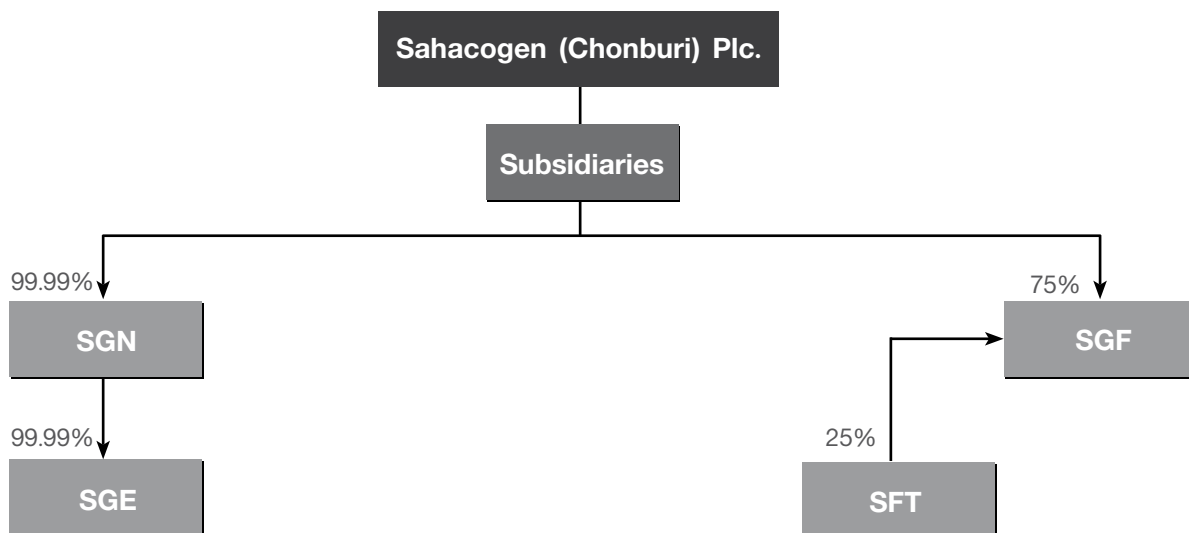 Sahacogen (Chonburi) Plc.
Subsidiaries
99.99%
75%
SGN
SGF
99.99%
25%
SGE
SFT